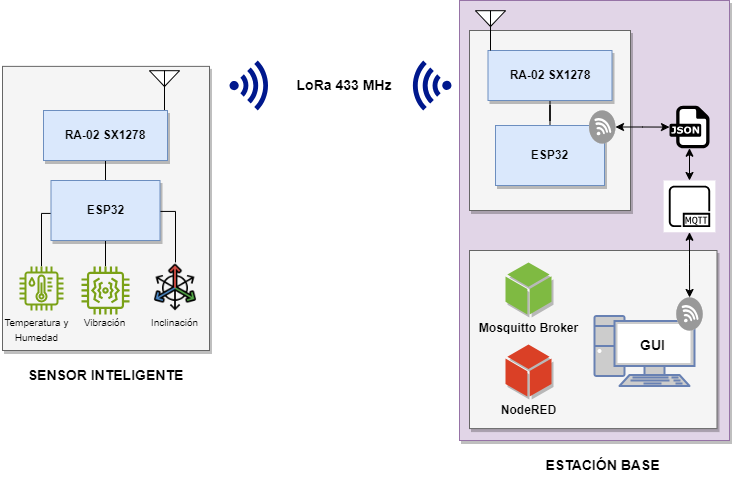 RA-02 SX1278
ESP32
Temperatura y
Humedad
Vibración
Inclinación
SENSOR INTELIGENTE
LoRa 433 MHz
RA-02 SX1278
ESP32
JSON
MQTT
Mosquitto Broker
NodeRED
GUI
ESTACIÓN BASE